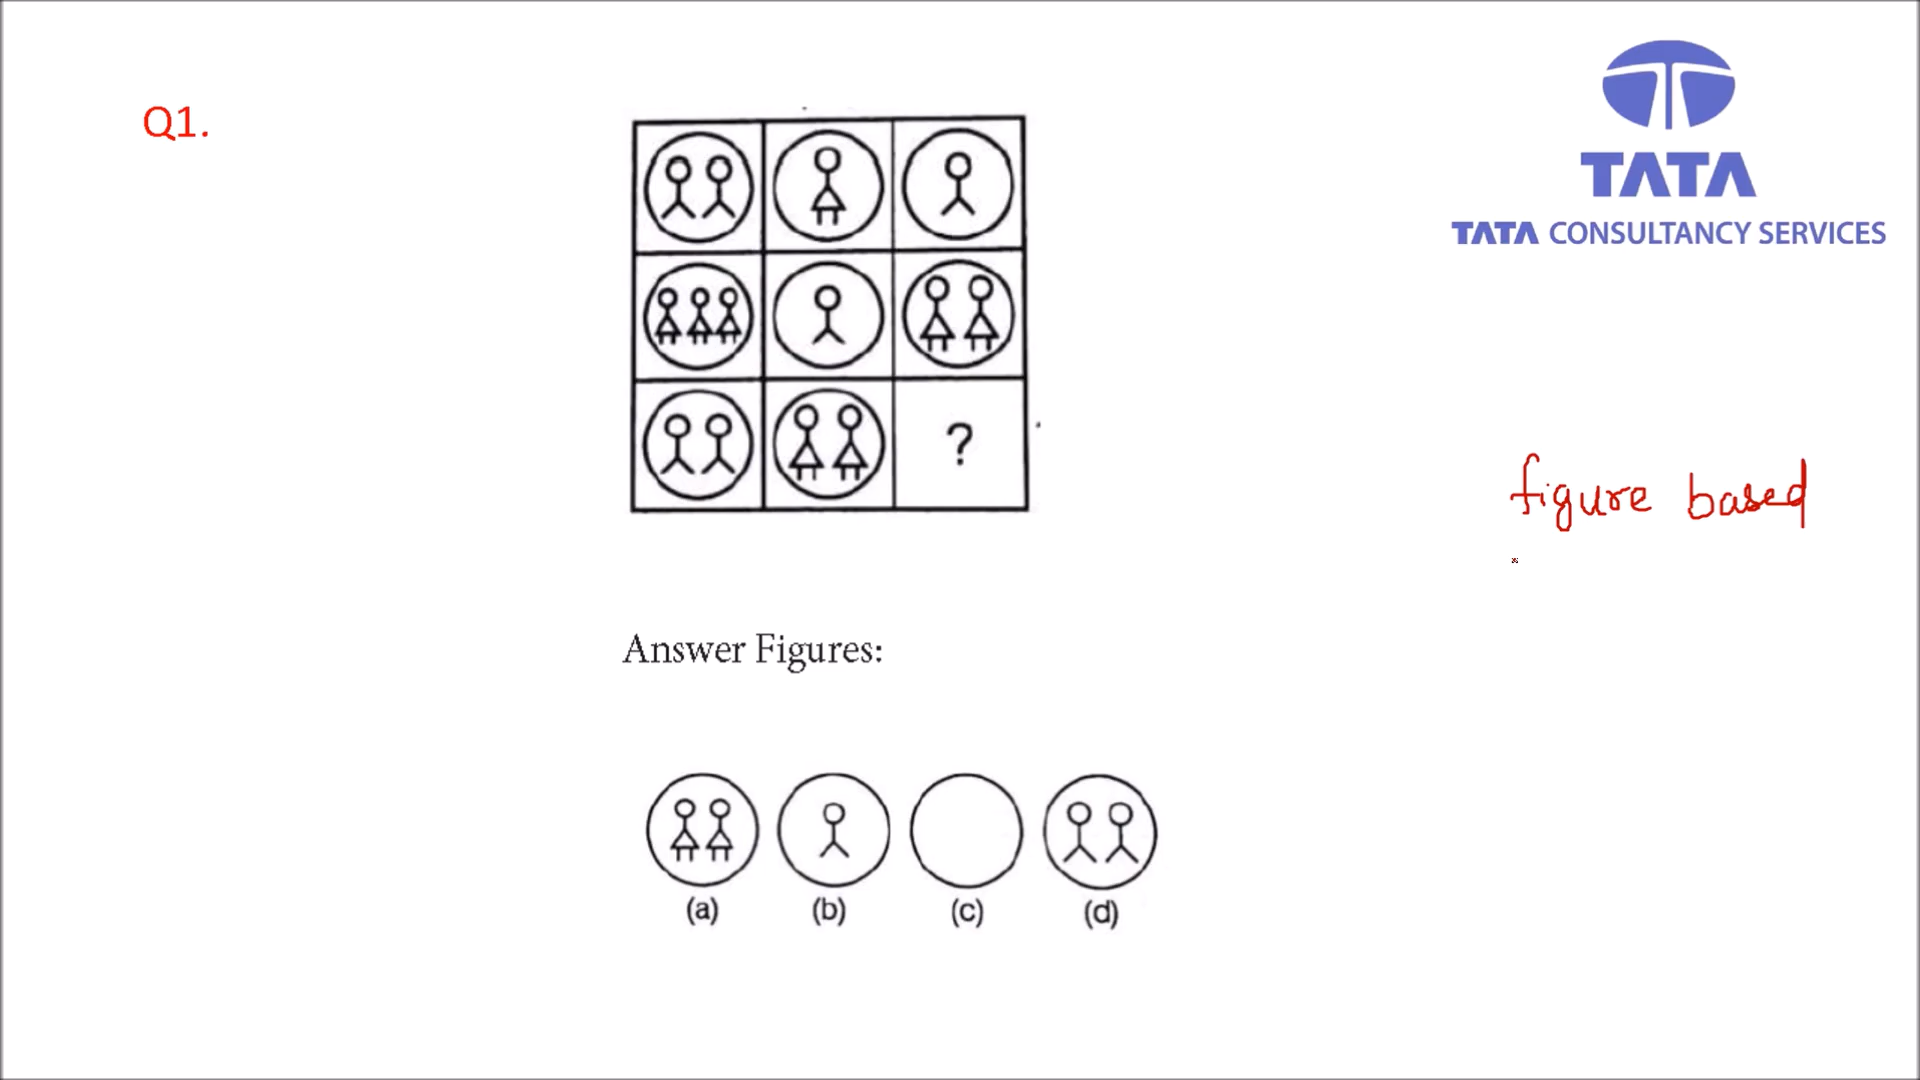 Q1.
TATA
TATA CONSULTANCY SERVICES
?
figure based
Answer Figures:
(a) (b) (c) (d)